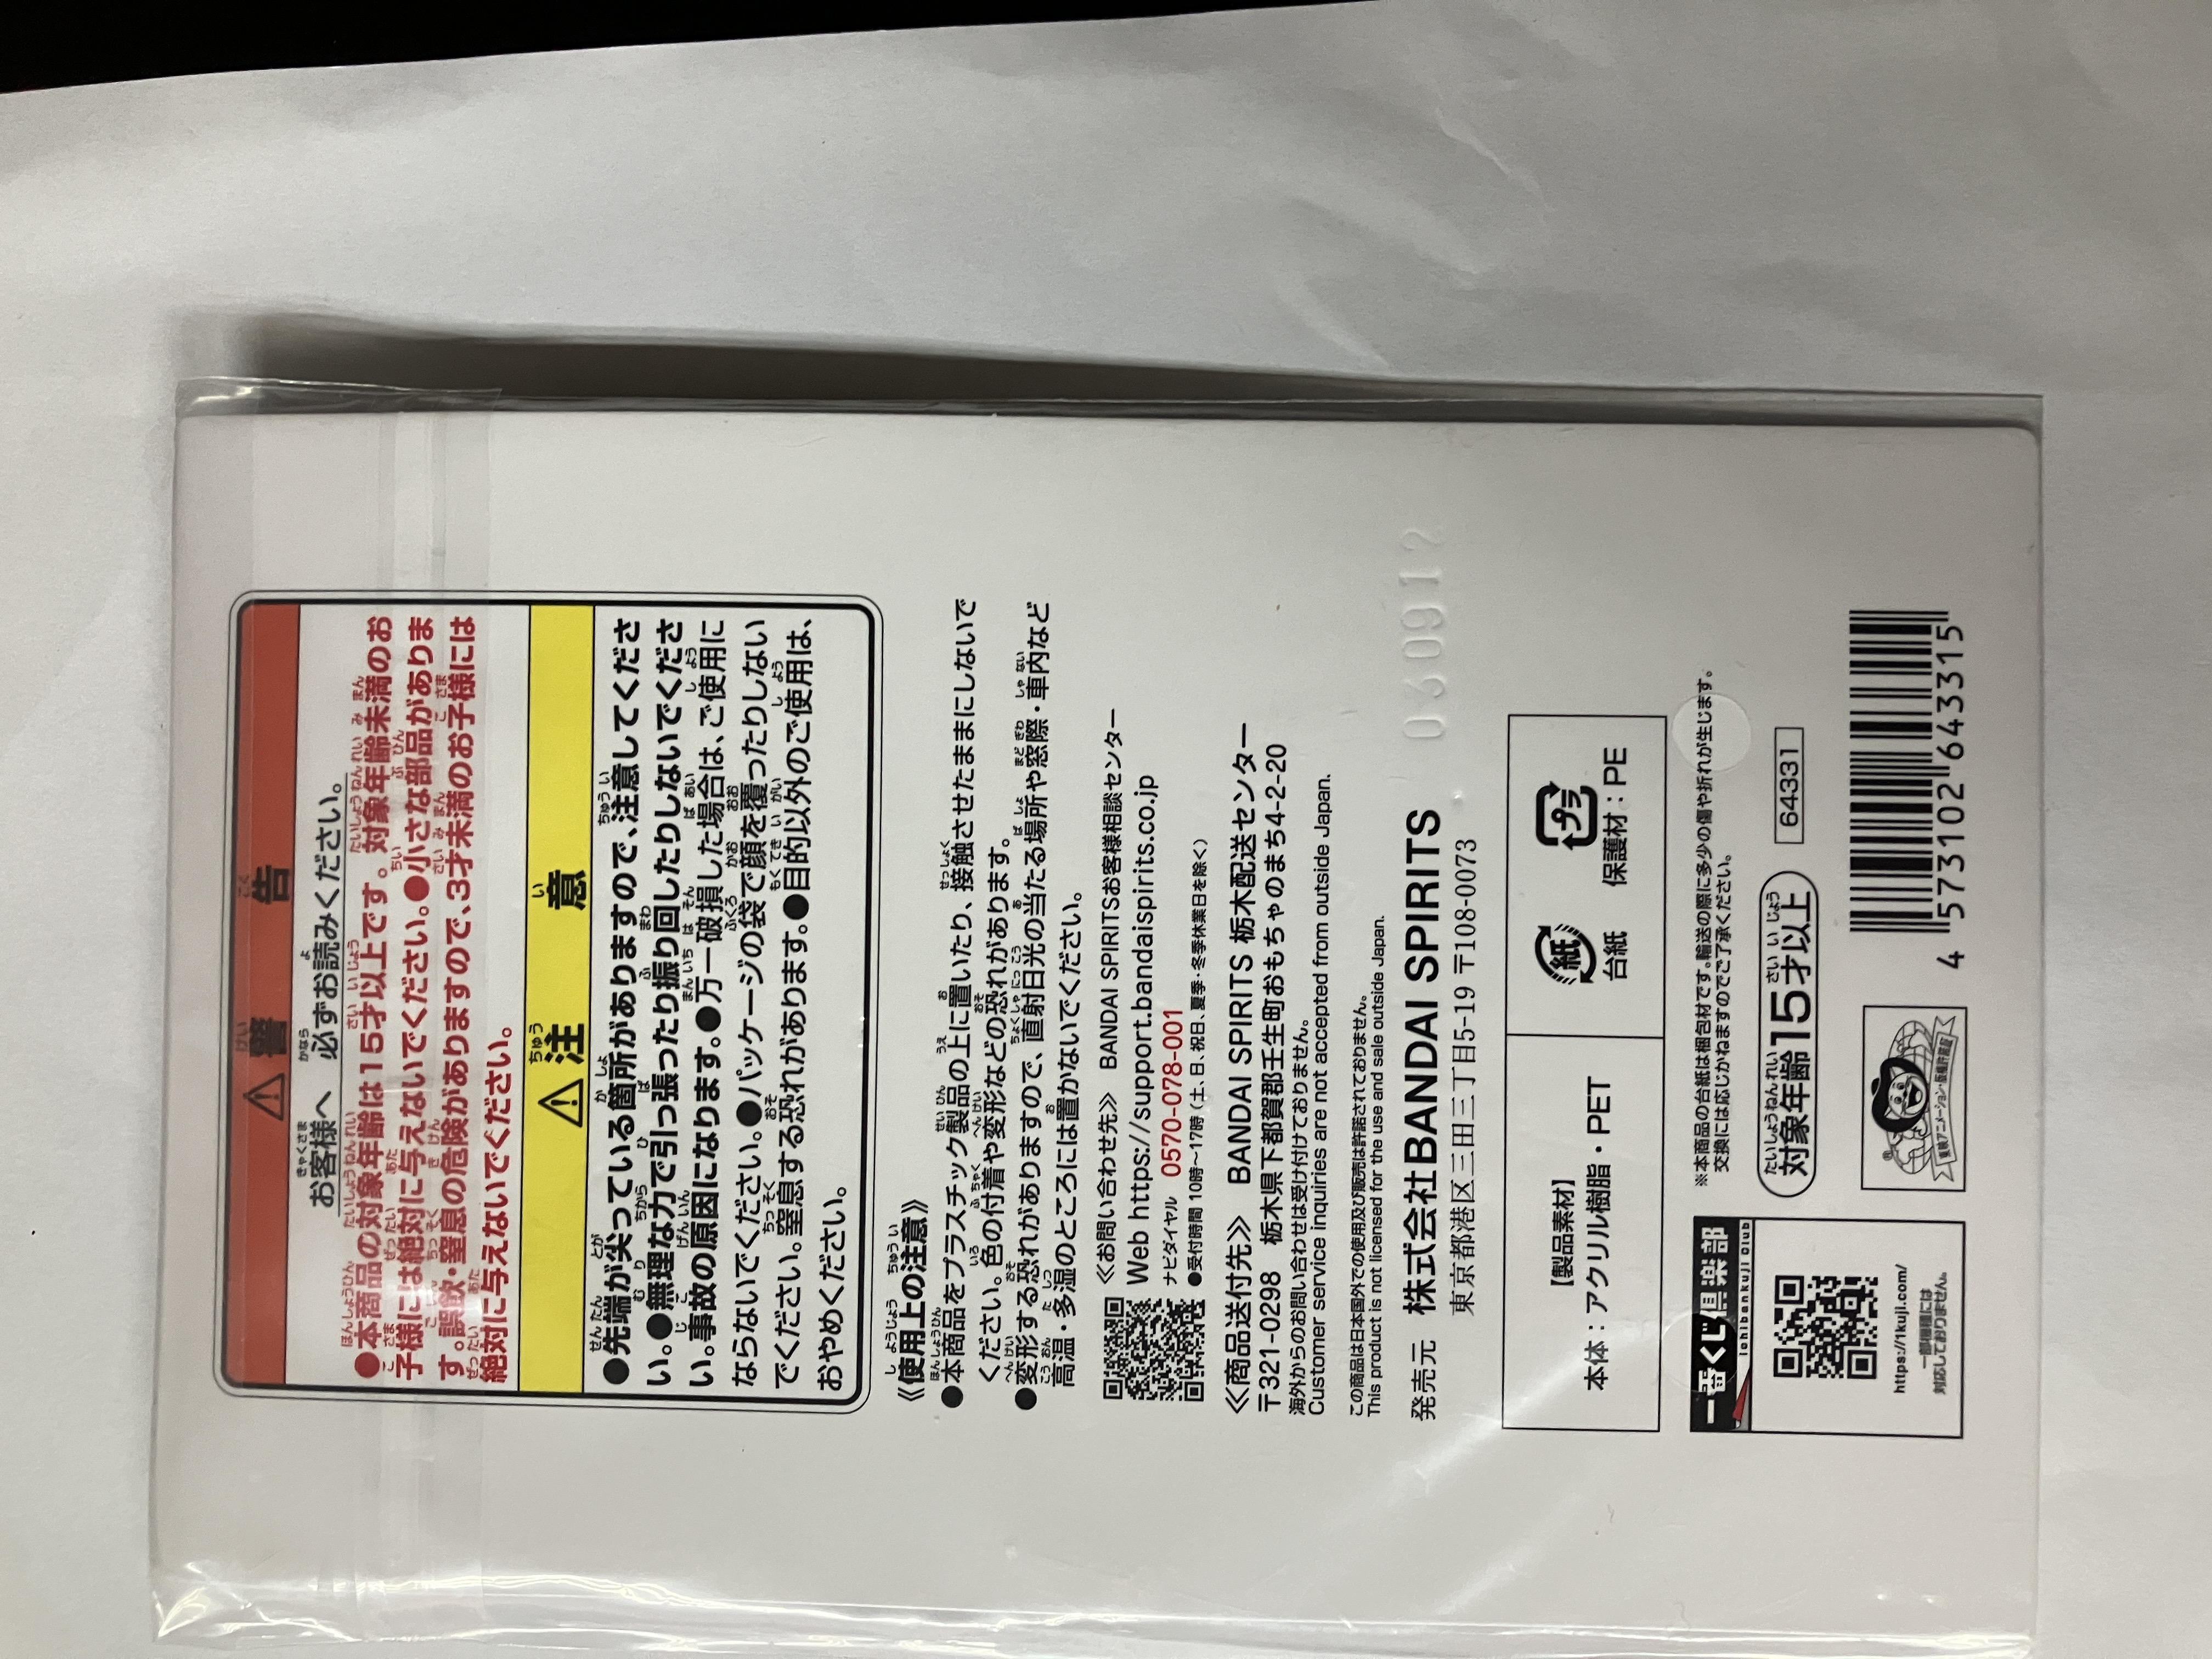 ⚠警告
お客様へ 必ずお読みください。
●本商品の対象年齢は15才以上です。対象年齢未満のお
子様には絶対に与えないでください。●小さな部品がありま
す。誤飲・窒息の危険がありますので、3才未満のお子様には
絶対に与えないでください。
⚠注意
●先端が尖っている箇所がありますので、注意してくださ
い。●無理な力で引っ張ったり振り回したりしないでくださ
い。事故の原因になります。●万一破損した場合は、ご使用に
ならないでください。●パッケージの袋で顔を覆ったりしない
でください。窒息する恐れがあります。●目的以外のご使用は、
おやめください。
《使用上の注意》
●本商品をプラスチック製品の上に置いたり、接触させたままにしないで
ください。色の付着や変形などの恐れがあります。
●変形する恐れがありますので、直射日光の当たる場所や窓際・車内など
高温・多湿のところには置かないでください。
≪お問い合わせ先≫ BANDAI SPIRITSお客様相談センター
Web https://support.bandaispirits.co.jp
ナビダイヤル 0570-078-001
●受付時間 10時~17時(土、日、祝日、夏季・冬季休業日を除く)
≪商品送付先≫ BANDAI SPIRITS 栃木配送センター
〒321-0298 栃木県下都賀郡壬生町おもちゃのまち4-2-20
海外からのお問い合わせは受け付けておりません。
Customer service inquiries are not accepted from outside Japan.
この商品は日本国外での使用及び販売は許諾されておりません。
This product is not licensed for the use and sale outside Japan.
発売元 株式会社BANDAI SPIRITS
東京都港区三田三丁目5-19 〒108-0073
【製品素材】
本体:アクリル樹脂・PET
紙
台紙
プラ
保護材:PE
※本商品の台紙は梱包材です。輸送の際に多少の傷や折れが生じます。
交換には応じかねますのでご了承ください。
一番くじ倶楽部
Ichibankuji Club
https://1kuji.com/
一部機種には
対応しておりません。
対象年齢15才以上
64331
東映アニメーション・版権許諾証
4 573102 643315